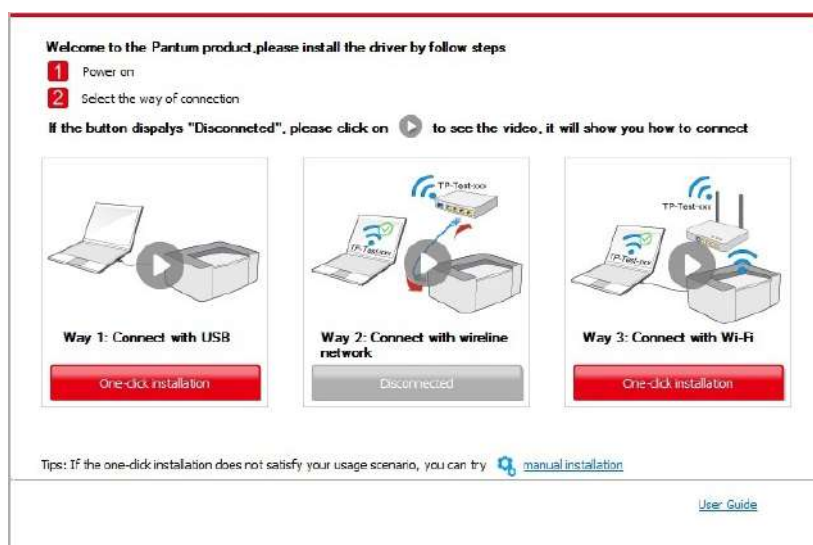 Welcome to the Pantum product,please install the driver by follow steps
1 Power on
2 Select the way of connection
If the button dispalys "Disconneted", please click on to see the video, it will show you how to connect
TP-Test-xxx
TP-Test-xxx
TP-Test-xxx
TP-Test-xxx
Way 1: Connect with USB
Way 2: Connect with wireline
network
Way 3: Connect with Wi-Fi
One-click installation
Disconnected
One-click installation
Tips: If the one-click installation does not satisfy your usage scenario, you can try manual installation
User Guide